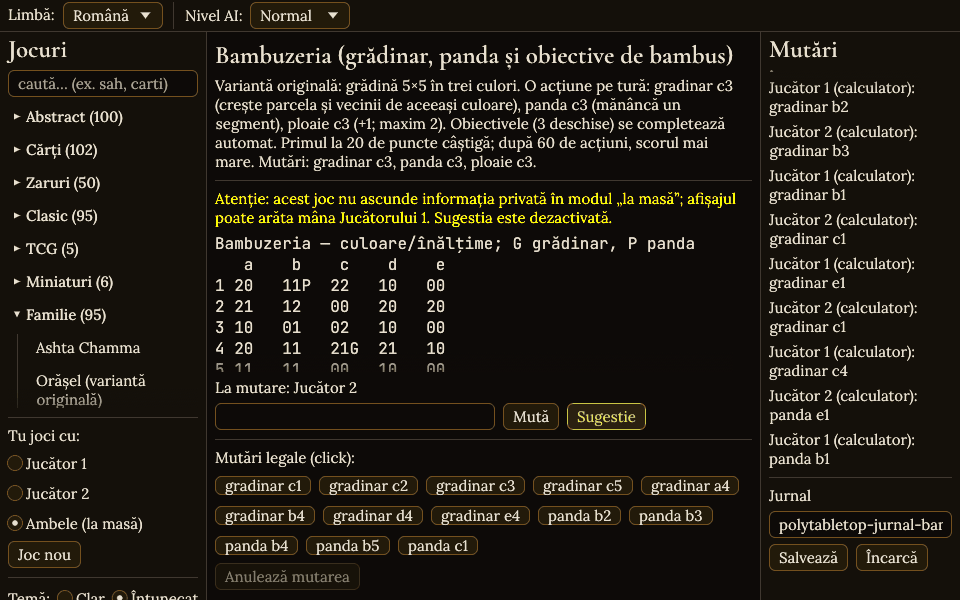 Limbă: Română Nivel AI: Normal
Jocuri
caută... (ex. sah, carti)
Abstract (100)
Cărți (102)
Zaruri (50)
Clasic (95)
TCG (5)
Miniaturi (6)
Familie (95)
Ashta Chamma
Orășel (variantă
originală)
Tu joci cu:
Jucător 1
Jucător 2
Ambele (la masă)
Joc nou
Temă: Clar Întunecat
Bambuzeria (grădinar, panda și obiective de bambus)
Variantă originală: grădină 5×5 în trei culori. O acțiune pe tură: gradinar c3
(crește parcela și vecinii de aceeași culoare), panda c3 (mănâncă un
segment), ploaie c3 (+1; maxim 2). Obiectivele (3 deschise) se completează
automat. Primul la 20 de puncte câștigă; după 60 de acțiuni, scorul mai
mare. Mutări: gradinar c3, panda c3, ploaie c3.
Atenție: acest joc nu ascunde informația privată în modul „la masă”; afișajul
poate arăta mâna Jucătorului 1. Sugestia este dezactivată.
Bambuzeria — culoare/înălțime; G grădinar, P panda
a b c d e
1 20 11P 22 10 00
2 21 12 00 20 20
3 10 01 02 10 00
4 20 11 21G 21 10
5 11 11 00 10 00
La mutare: Jucător 2
Mută Sugestie
Mutări legale (click):
gradinar c1 gradinar c2 gradinar c3 gradinar c5 gradinar a4
gradinar b4 gradinar d4 gradinar e4 panda b2 panda b3
panda b4 panda b5 panda c1
Anulează mutarea
Mutări
Jucător 1 (calculator):
gradinar b2
Jucător 2 (calculator):
gradinar b3
Jucător 1 (calculator):
gradinar b1
Jucător 2 (calculator):
gradinar c1
Jucător 1 (calculator):
gradinar e1
Jucător 2 (calculator):
gradinar c1
Jucător 1 (calculator):
gradinar c4
Jucător 2 (calculator):
panda e1
Jucător 1 (calculator):
panda b1
Jurnal
polytabletop-jurnal-bar
Salvează Încarcă